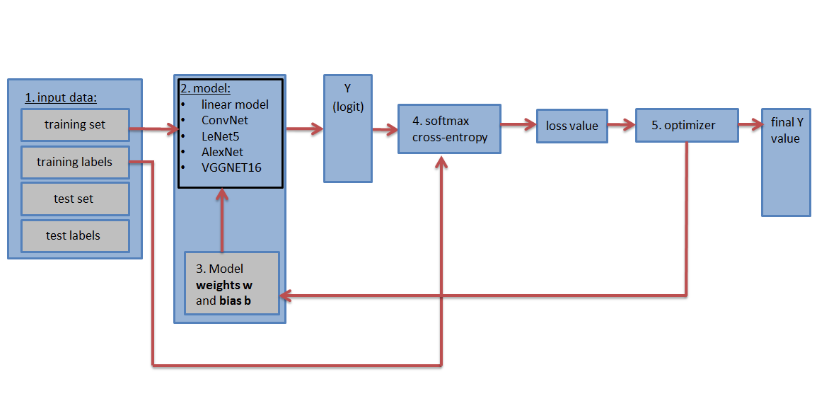 1. input data:
training set
training labels
test set
test labels
2. model:
• linear model
• ConvNet
• LeNet5
• AlexNet
• VGGNET16
3. Model
weights w
and bias b
Y
(logit)
4. softmax
cross-entropy
loss value
5. optimizer
final Y
value